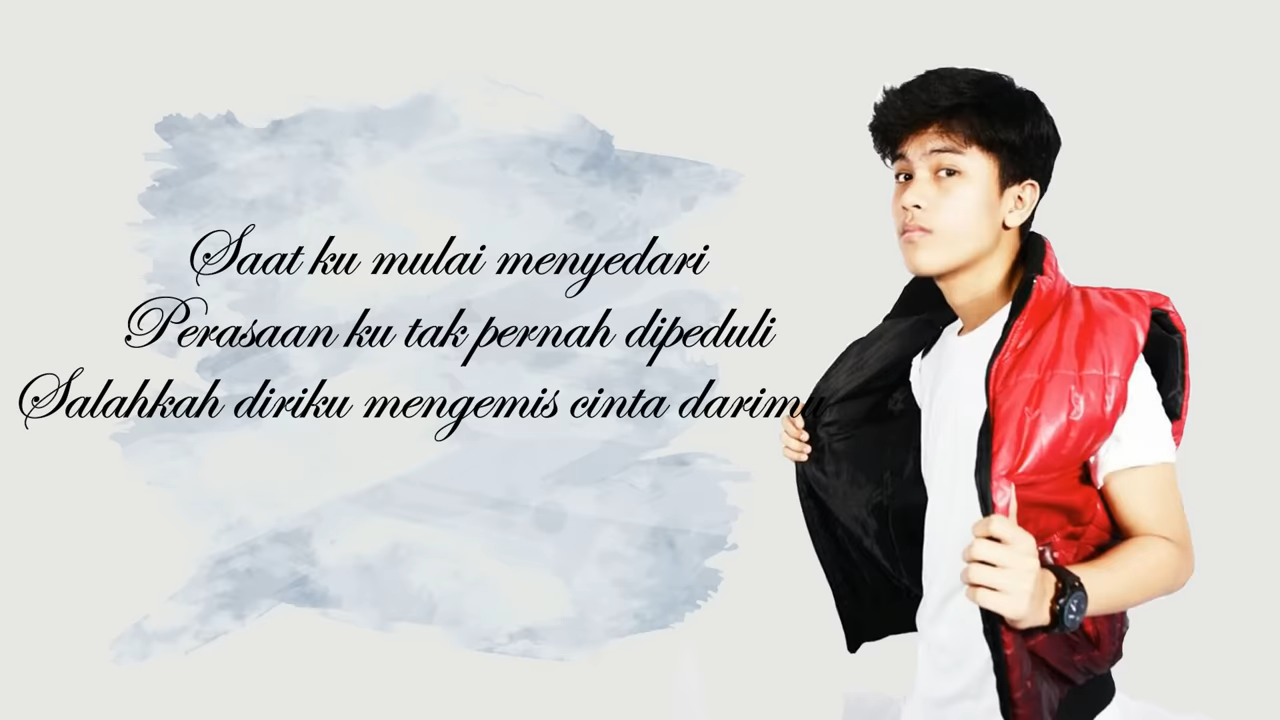 Saat ku mulai menyedari
Perasaan ku tak pernah dipeduli
Salahkah diriku mengemis cinta darimu